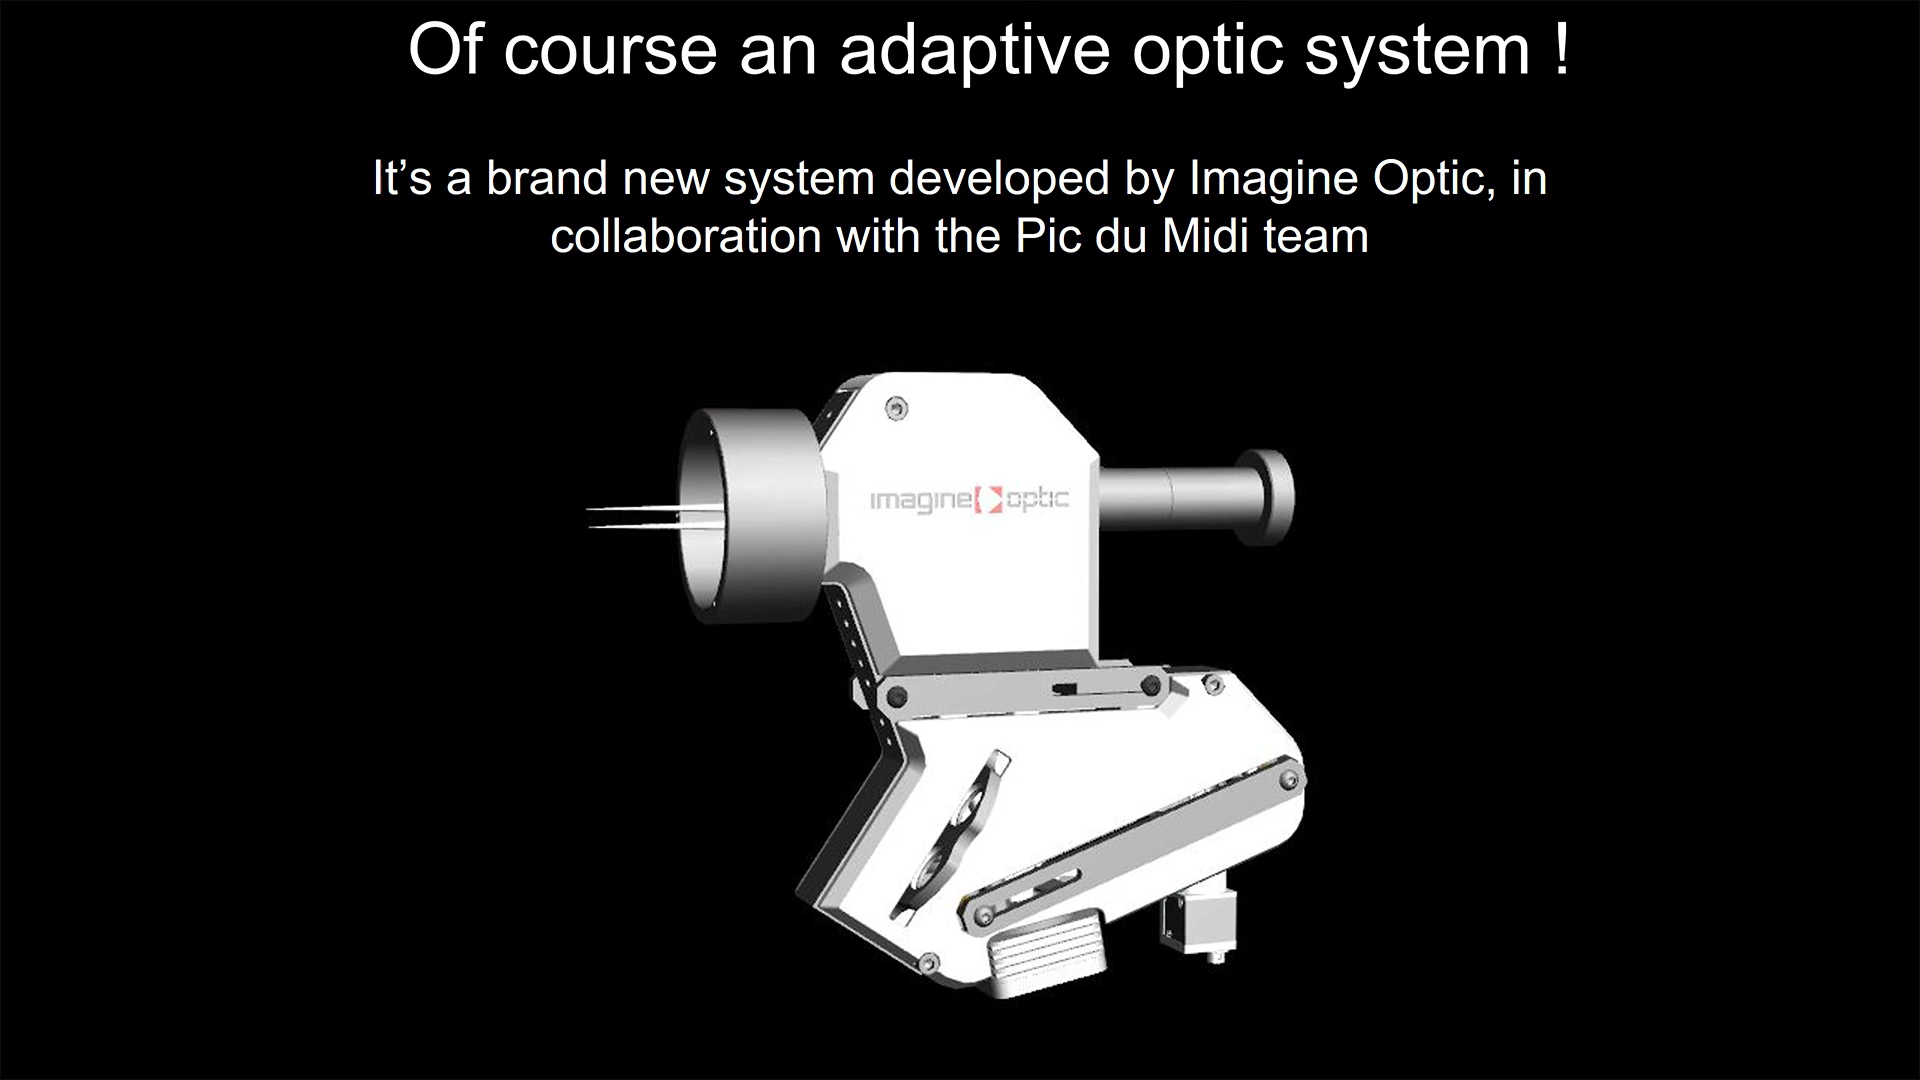 Of course an adaptive optic system !
It’s a brand new system developed by Imagine Optic, in
collaboration with the Pic du Midi team
imagine optic